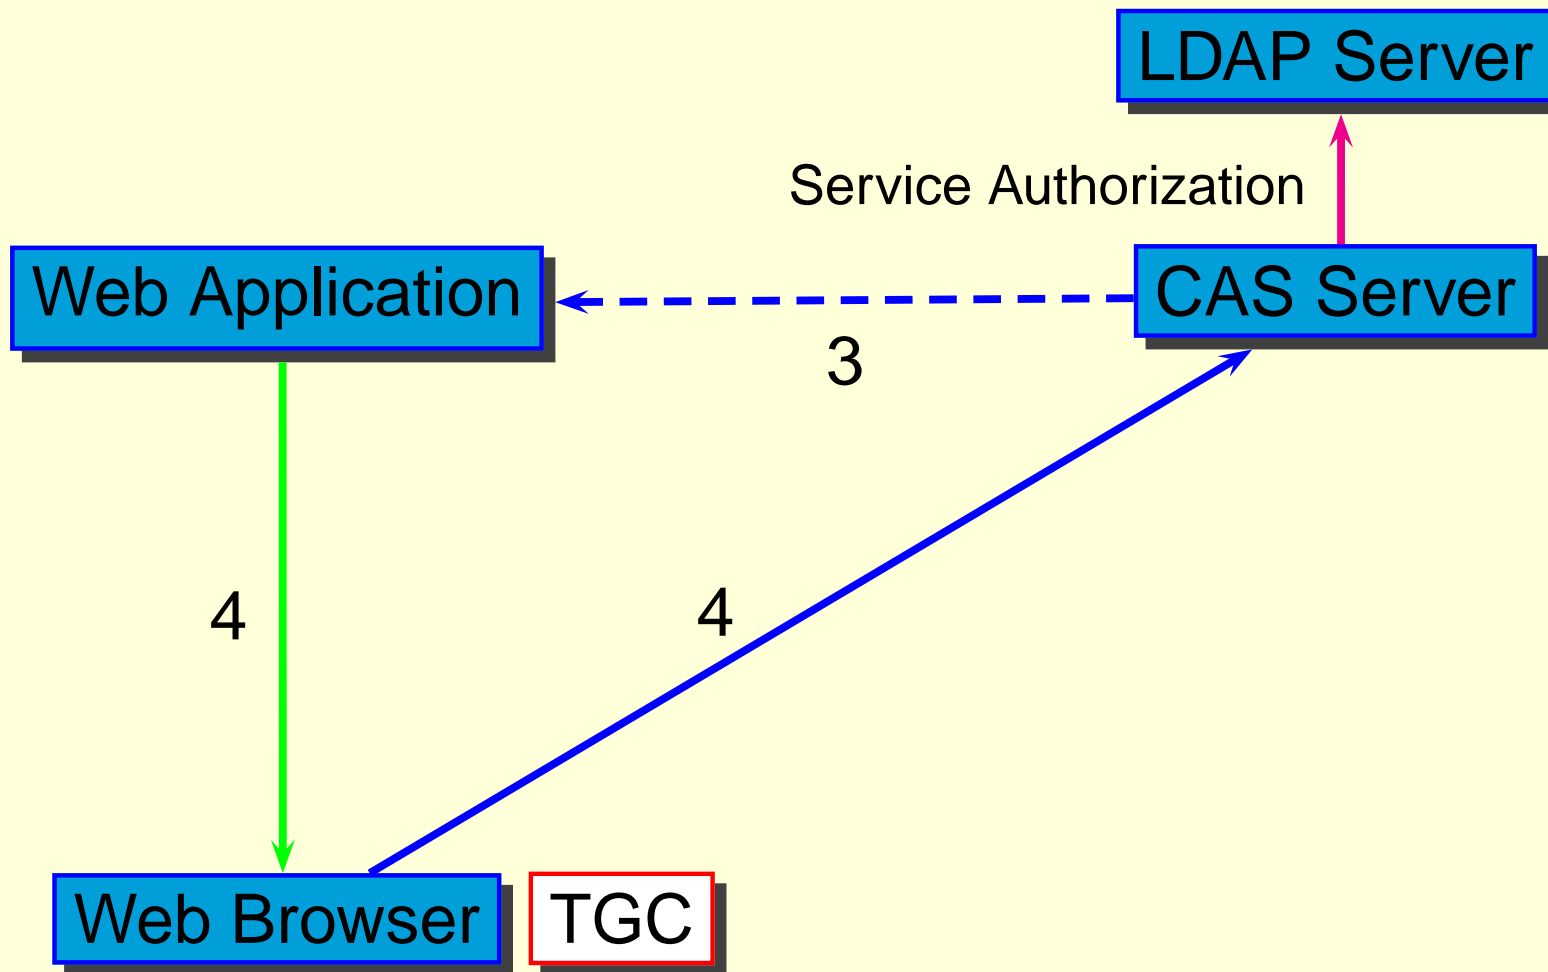 LDAP Server
Service Authorization
Web Application
CAS Server
3
4
4
Web Browser
TGC